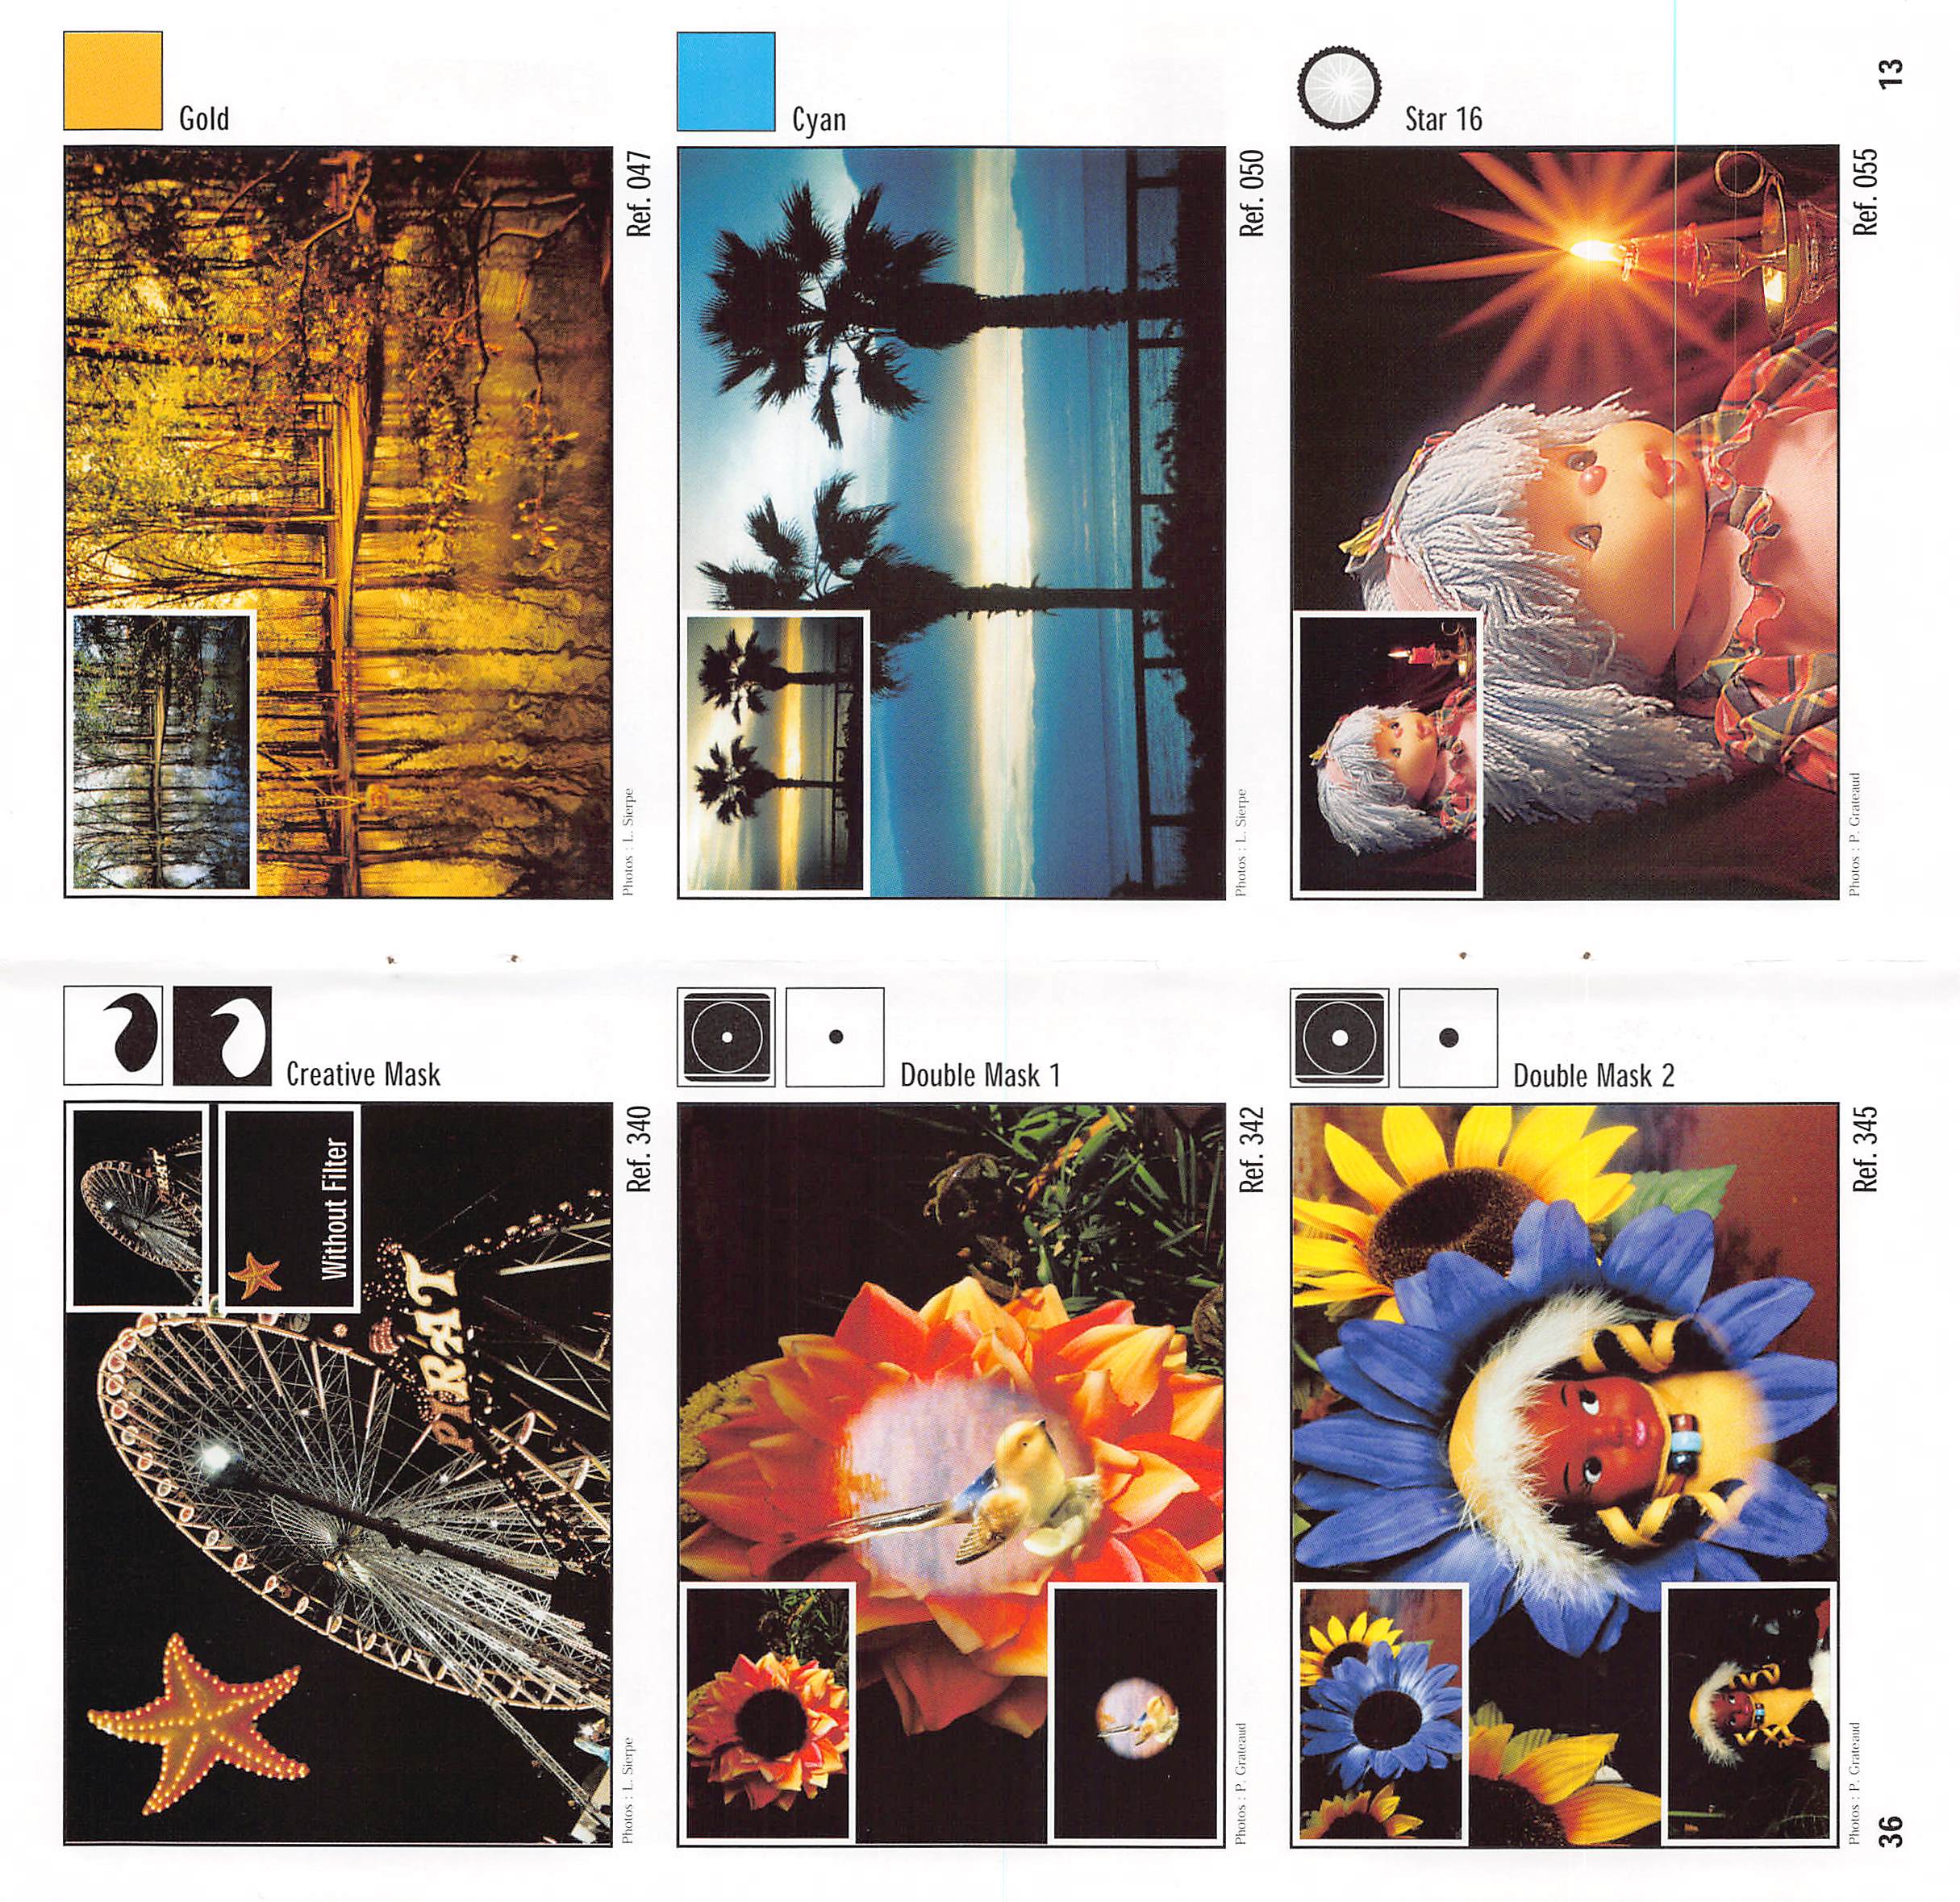 Gold
Ref. 047
Photos : L. Sierpe
Cyan
Ref. 050
Photos : L. Sierpe
Star 16
Ref. 055
Photos : P. Grateaud
13
Creative Mask
Without Filter
PIRAT
Ref. 340
Photos : L. Sierpe
Double Mask 1
Ref. 342
Photos : P. Grateaud
Double Mask 2
Ref. 345
Photos : P. Grateaud
36